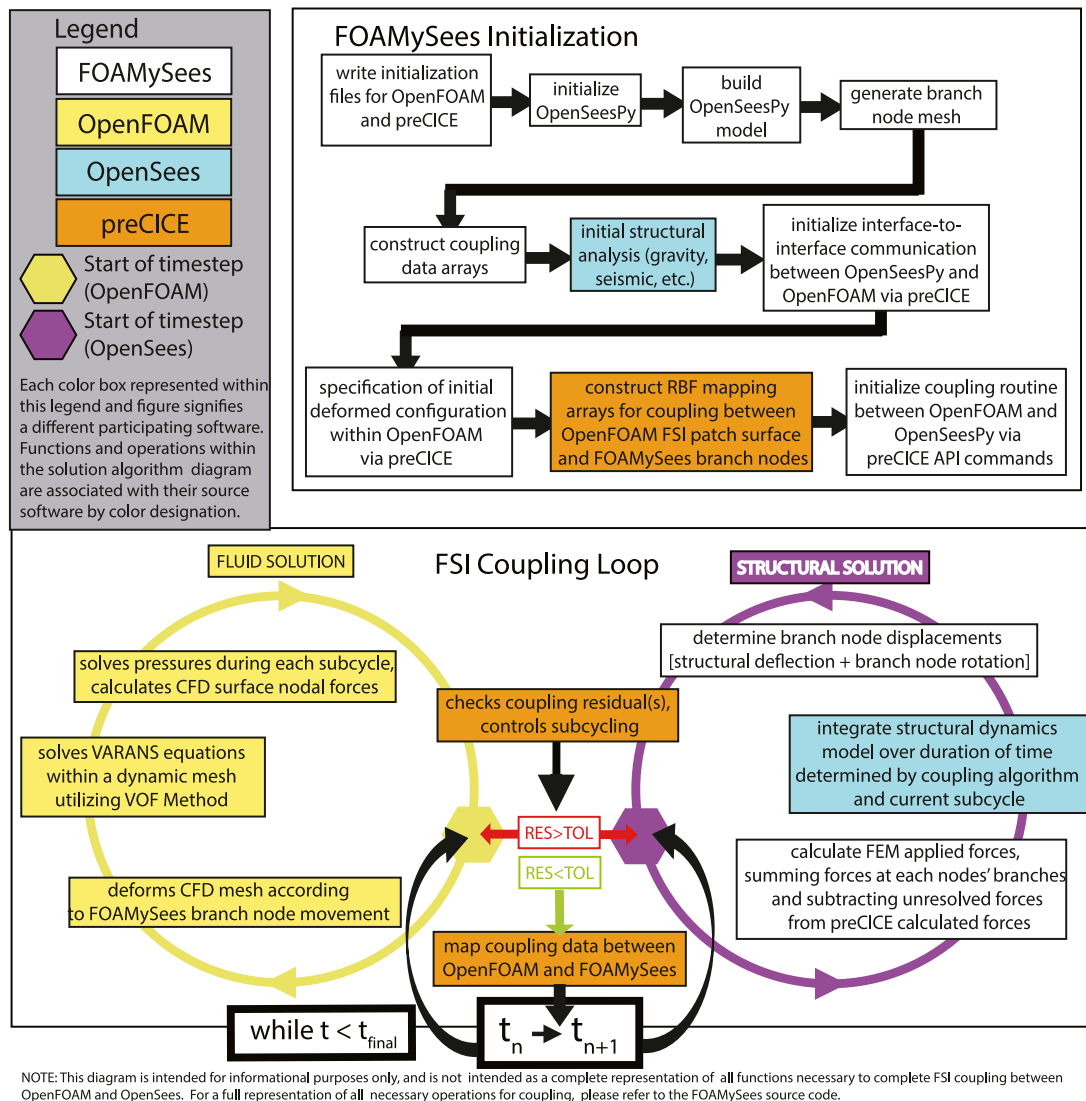 Legend
FOAMySees
OpenFOAM
OpenSees
preCICE
Start of timestep
(OpenFOAM)
Start of timestep
(OpenSees)
Each color box represented within
this legend and figure signifies
a different participating software.
Functions and operations within
the solution algorithm diagram
are associated with their source
software by color designation.
FOAMySees Initialization
write initialization
files for OpenFOAM
and preCICE
initialize
OpenSeesPy
build
OpenSeesPy
model
generate branch
node mesh
construct coupling
data arrays
initial structural
analysis (gravity,
seismic, etc.)
initialize interface-to-
interface communication
between OpenSeesPy and
OpenFOAM via preCICE
specification of initial
deformed configuration
within OpenFOAM
via preCICE
construct RBF mapping
arrays for coupling between
OpenFOAM FSI patch surface
and FOAMySees branch nodes
initialize coupling routine
between OpenFOAM and
OpenSeesPy via
preCICE API commands
FSI Coupling Loop
FLUID SOLUTION
solves pressures during each subcycle,
calculates CFD surface nodal forces
solves VARANS equations
within a dynamic mesh
utilizing VOF Method
deforms CFD mesh according
to FOAMySees branch node movement
checks coupling residual(s),
controls subcycling
RES>TOL
RES<TOL
map coupling data between
OpenFOAM and FOAMySees
STRUCTURAL SOLUTION
determine branch node displacements
[structural deflection + branch node rotation]
integrate structural dynamics
model over duration of time
determined by coupling algorithm
and current subcycle
calculate FEM applied forces,
summing forces at each nodes' branches
and subtracting unresolved forces
from preCICE calculated forces
while t < t_final
t_n → t_n+1
NOTE: This diagram is intended for informational purposes only, and is not intended as a complete representation of all functions necessary to complete FSI coupling between
OpenFOAM and OpenSees. For a full representation of all necessary operations for coupling, please refer to the FOAMySees source code.